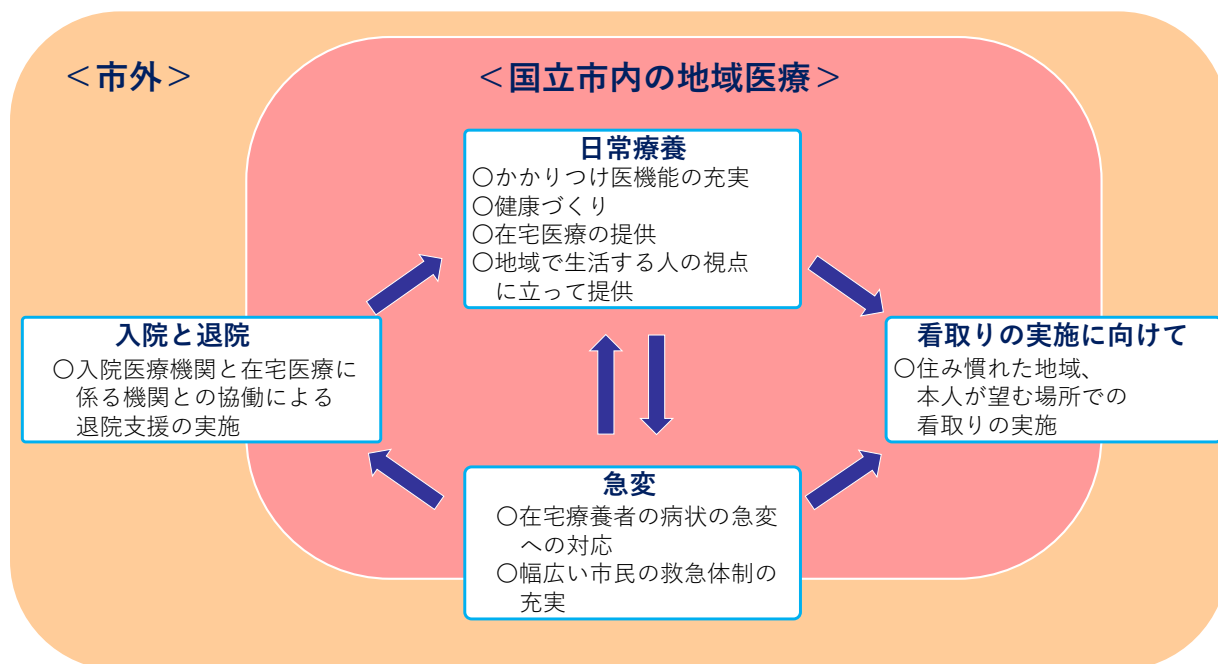 ＜市外＞
＜国立市内の地域医療＞
日常療養
〇かかりつけ医機能の充実
〇健康づくり
〇在宅医療の提供
〇地域で生活する人の視点
に立って提供
入院と退院
〇入院医療機関と在宅医療に
係る機関との協働による
退院支援の実施
看取りの実施に向けて
〇住み慣れた地域、
本人が望む場所での
看取りの実施
急変
〇在宅療養者の病状の急変
への対応
〇幅広い市民の救急体制の
充実